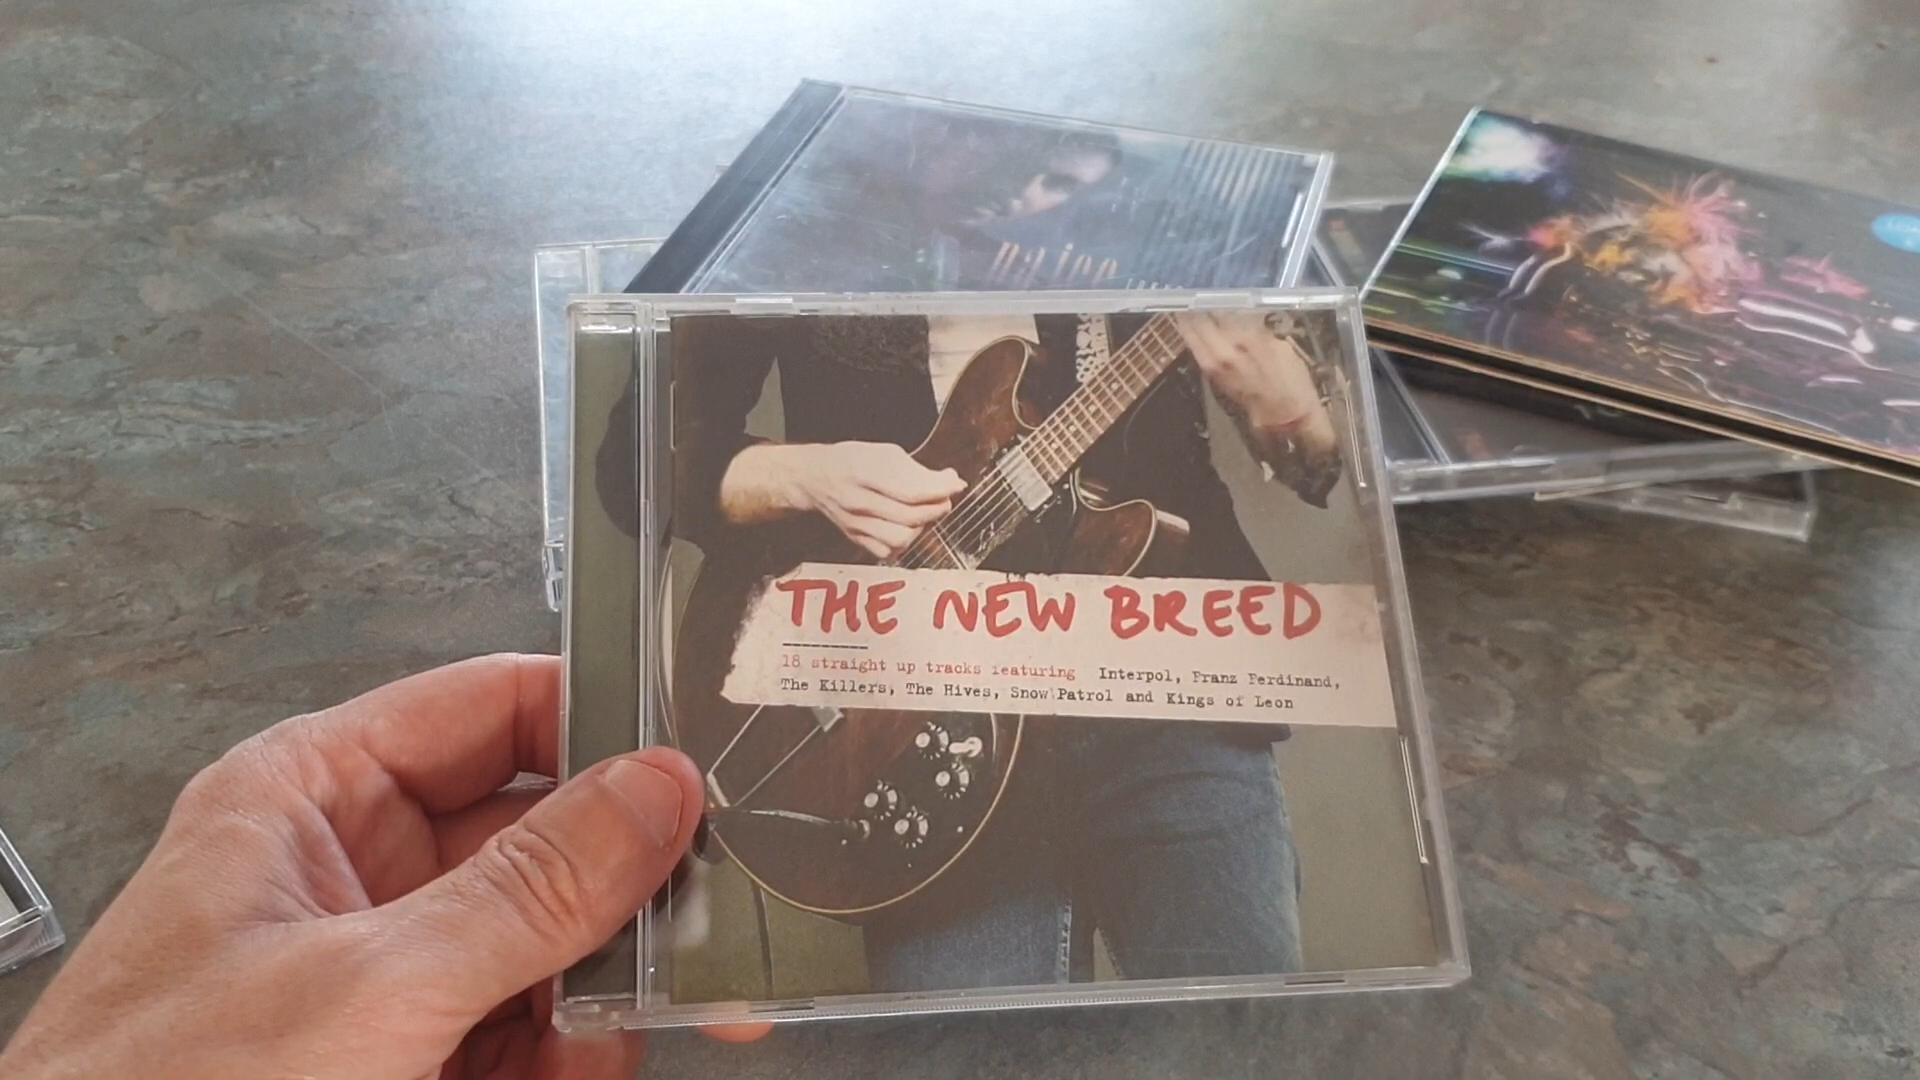 THE NEW BREED
18 straight up tracks featuring Interpol, Franz Ferdinand,
The Killers, The Hives, Snow Patrol and Kings of Leon